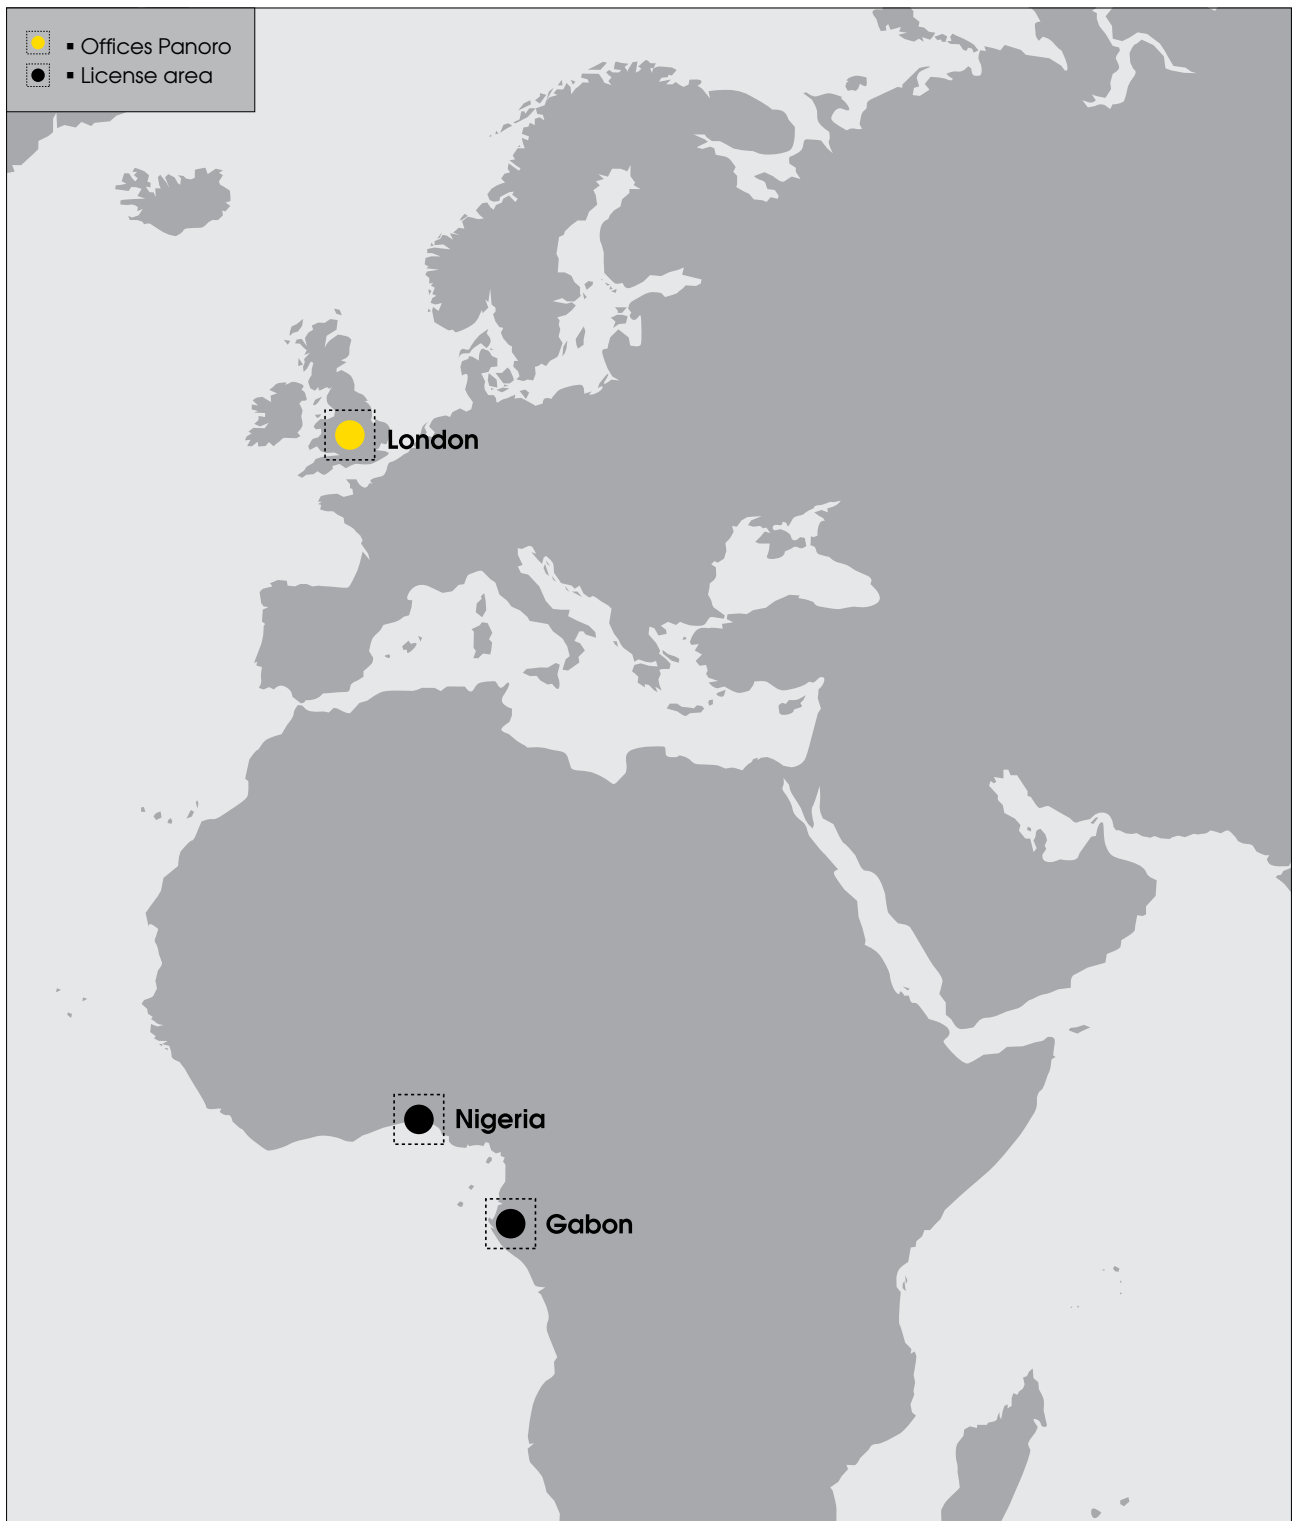 ▪ Offices Panoro
▪ License area
London
Nigeria
Gabon